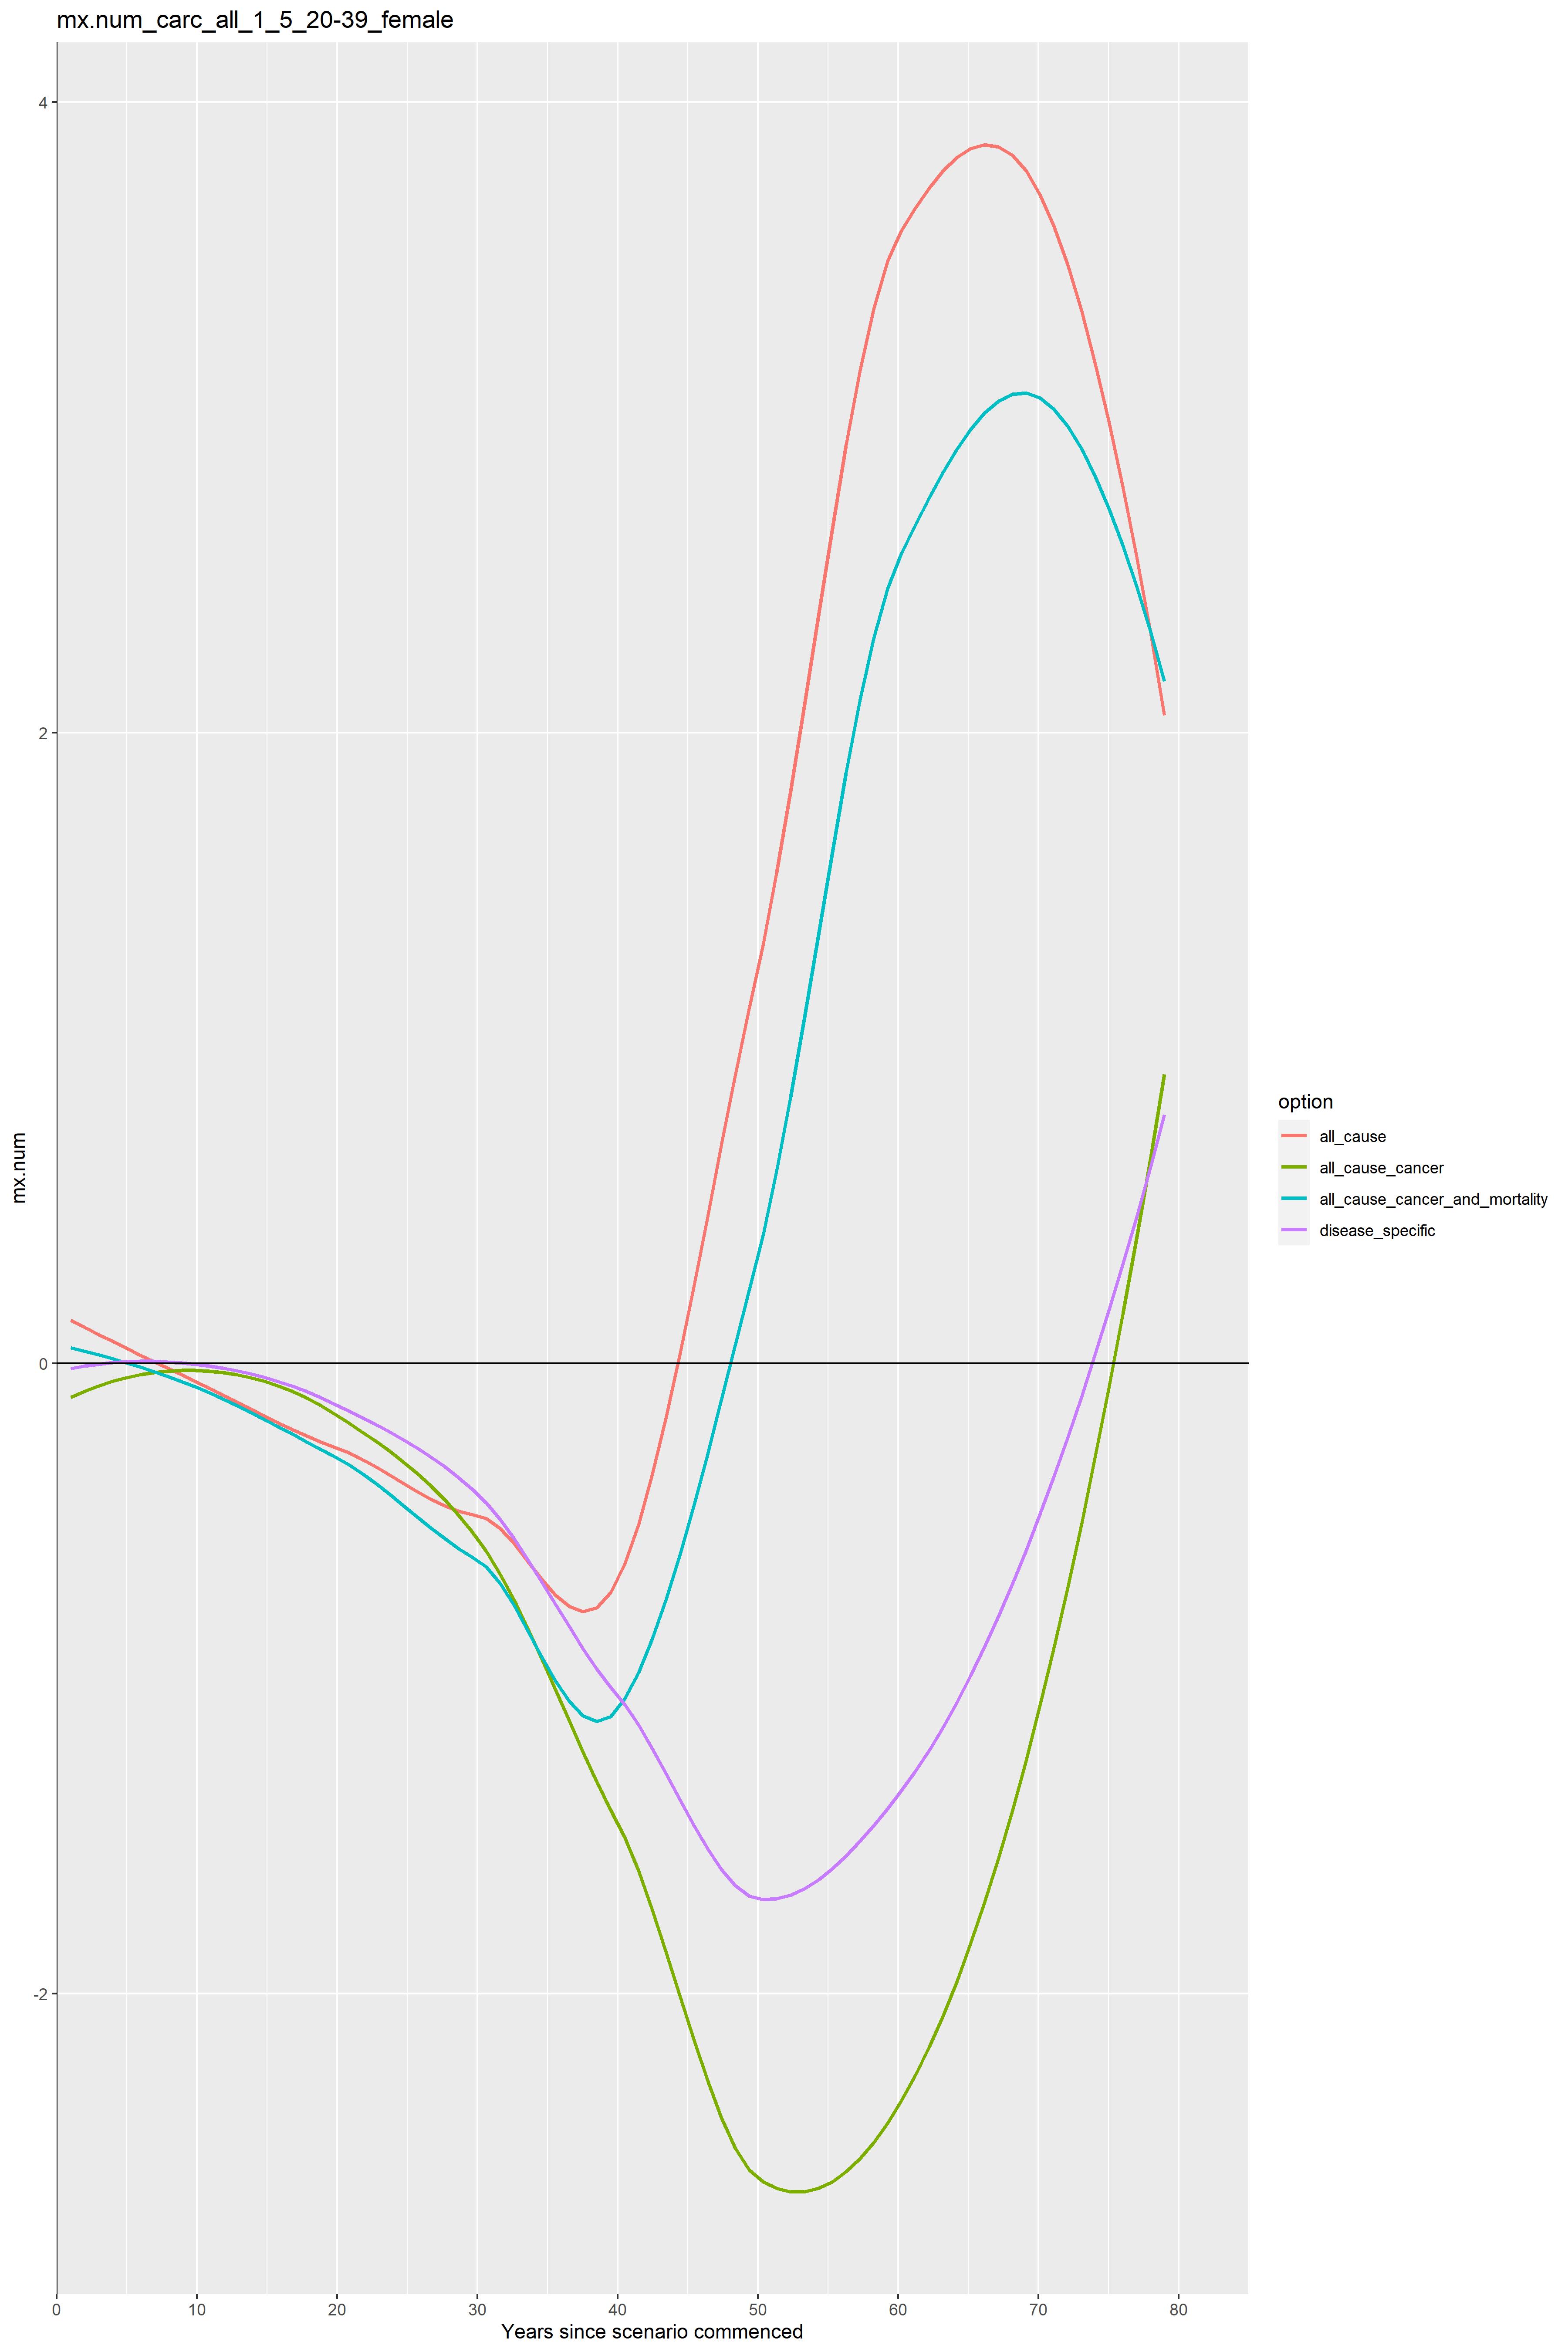 mx.num_carc_all_1_5_20-39_female
4
2
0
-2
mx.num
0 10 20 30 40 50 60 70 80
Years since scenario commenced
option
all_cause
all_cause_cancer
all_cause_cancer_and_mortality
disease_specific